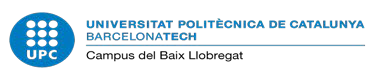 UPC
UNIVERSITAT POLITÈCNICA DE CATALUNYA
BARCELONATECH
Campus del Baix Llobregat